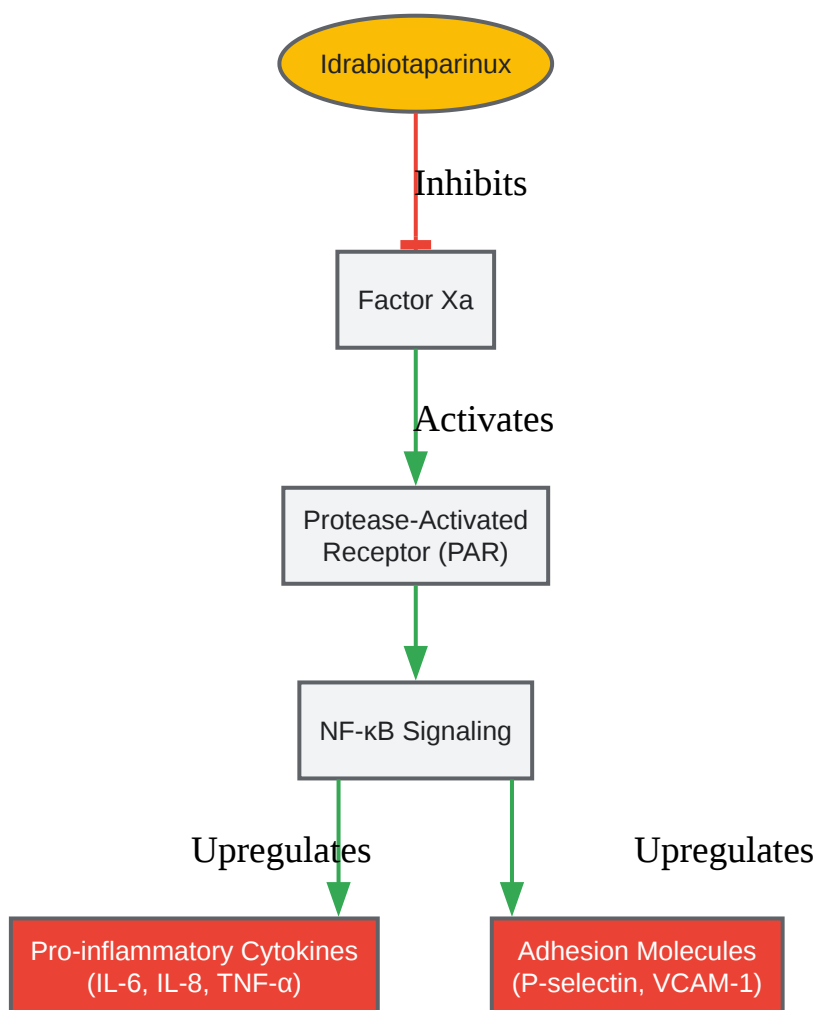 Idrabiotaparinux
Inhibits
Factor Xa
Activates
Protease-Activated
Receptor (PAR)
NF-κB Signaling
Upregulates
Upregulates
Pro-inflammatory Cytokines
(IL-6, IL-8, TNF-α)
Adhesion Molecules
(P-selectin, VCAM-1)